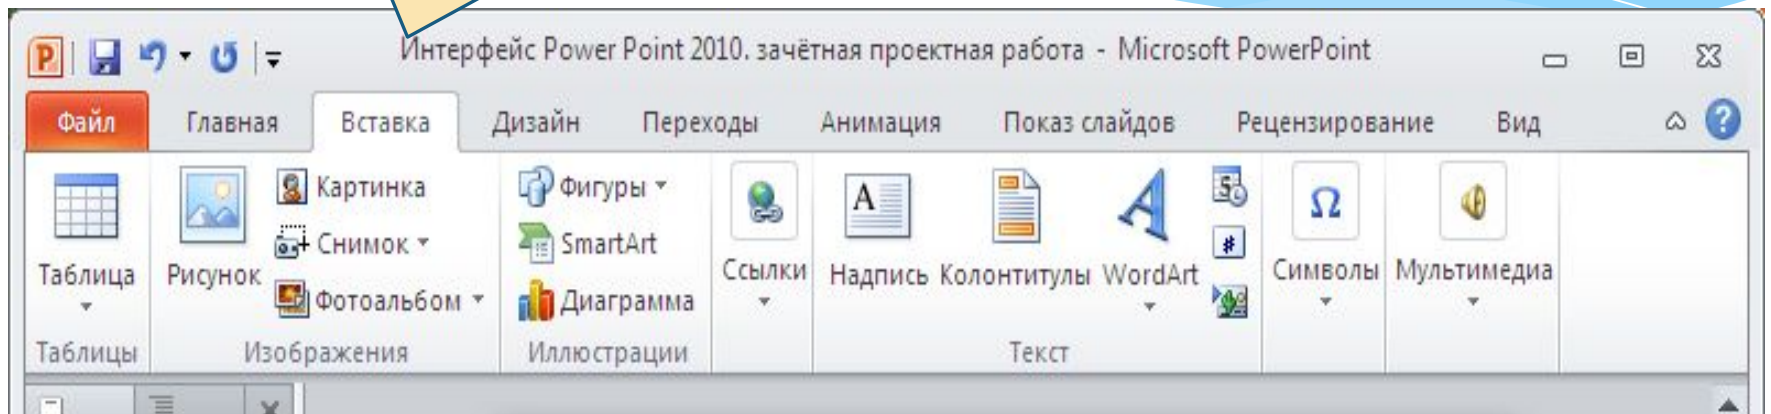 Интерфейс Power Point 2010. зачётная проектная работа - Microsoft PowerPoint
Файл Главная Вставка Дизайн Переходы Анимация Показ слайдов Рецензирование Вид
Таблица
Рисунок
Картинка
Снимок
Фотоальбом
Фигуры
SmartArt
Диаграмма
Ссылки
Надпись
Колонтитулы
WordArt
Символы
Мультимедиа
Таблицы Изображения Иллюстрации Текст